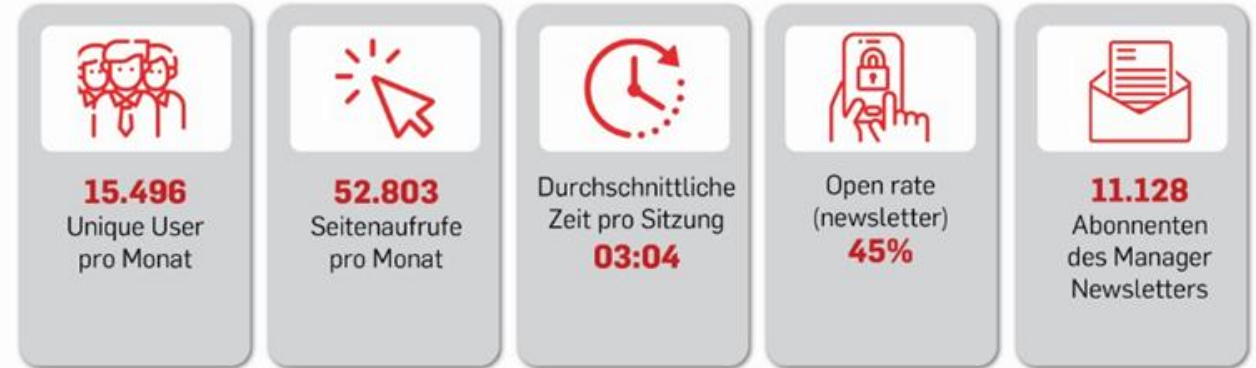 15.496
Unique User
pro Monat
52.803
Seitenaufrufe
pro Monat
Durchschnittliche
Zeit pro Sitzung
03:04
Open rate
(newsletter)
45%
11.128
Abonnenten
des Manager
Newsletters